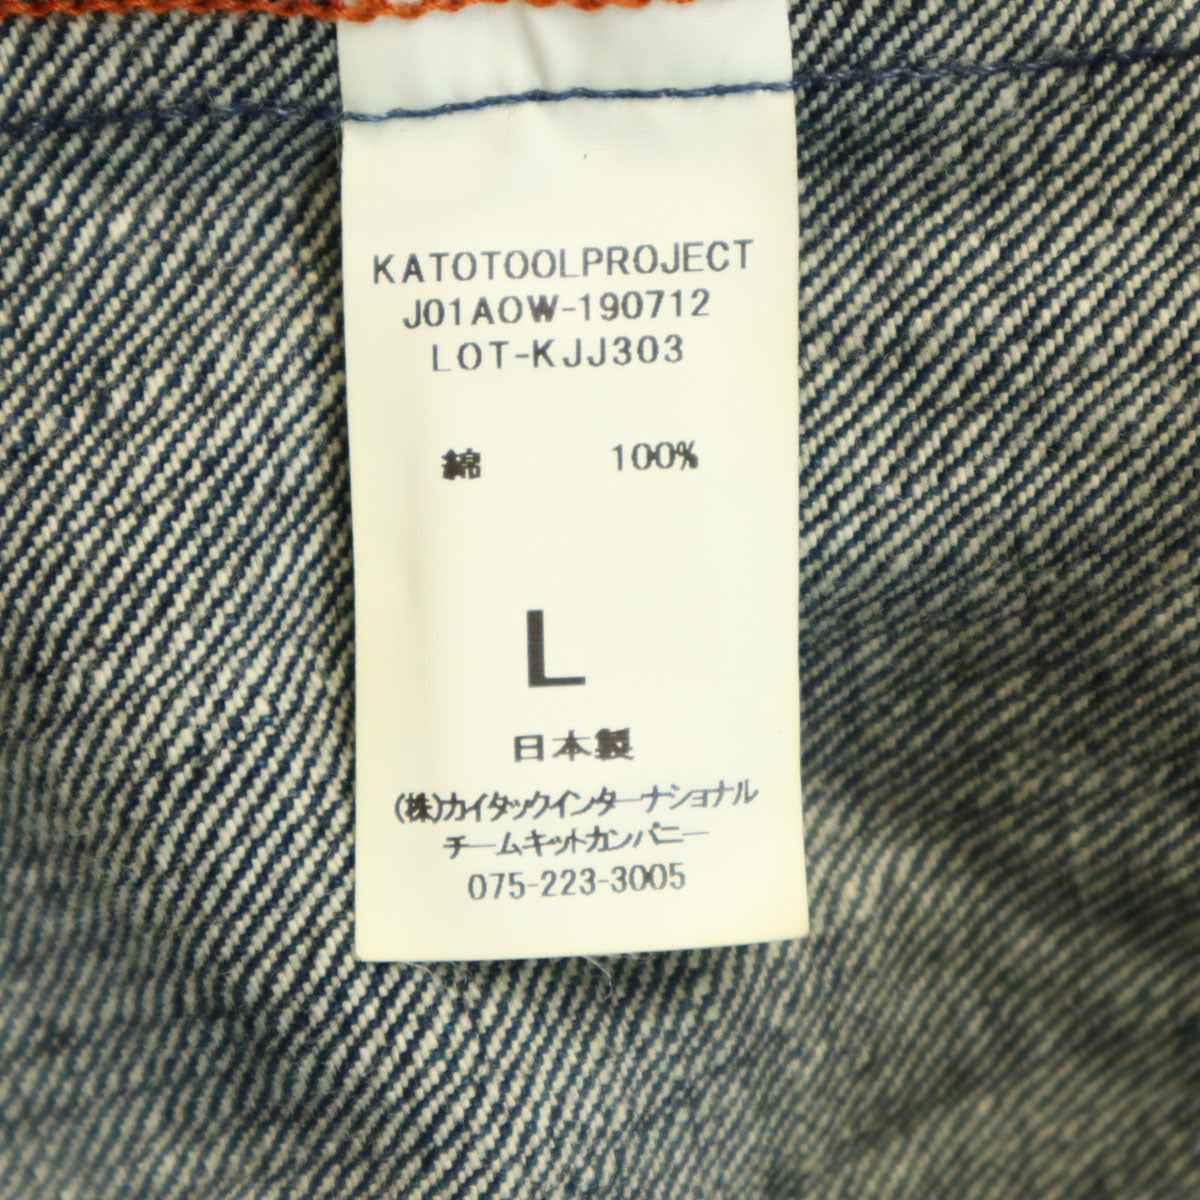 KATOTOOLPROJECT
J01AOW-190712
LOT-KJJ303
綿 100%
L
日本製
(株)カイタックインターナショナル
チームキットカンパニー
075-223-3005